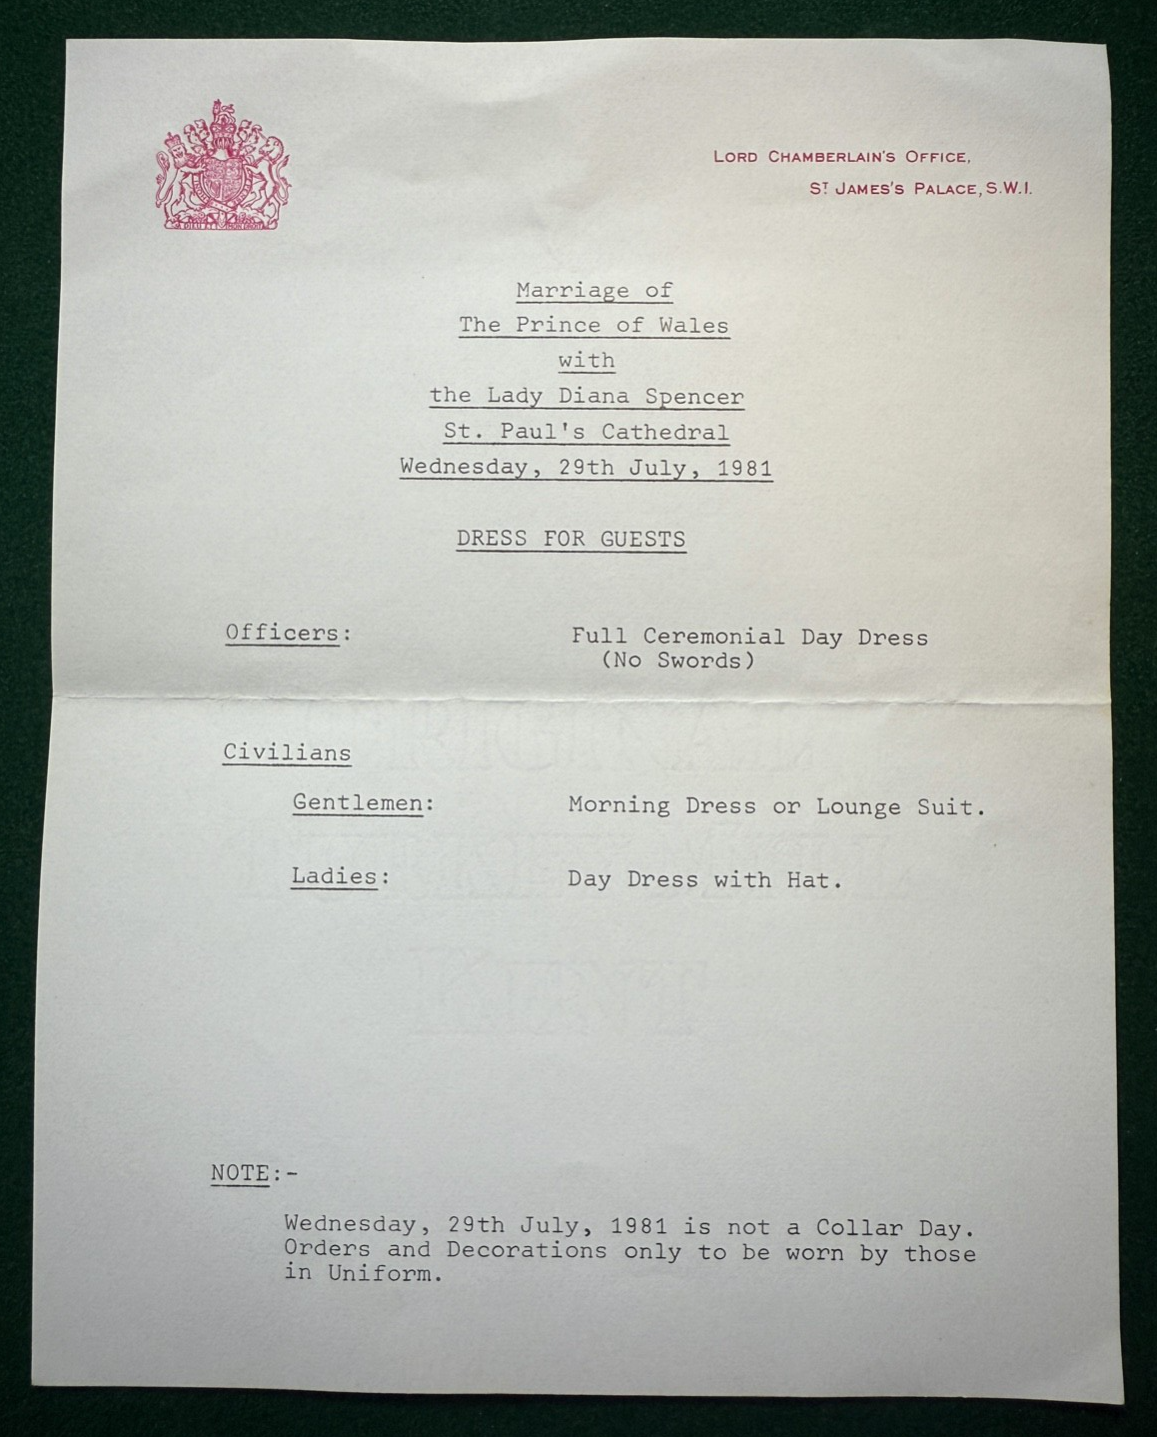 LORD CHAMBERLAIN'S OFFICE,
ST JAMES'S PALACE, S.W.I.
Marriage of
The Prince of Wales
with
the Lady Diana Spencer
St. Paul's Cathedral
Wednesday, 29th July, 1981
DRESS FOR GUESTS
Officers: Full Ceremonial Day Dress
(No Swords)
Civilians
Gentlemen: Morning Dress or Lounge Suit.
Ladies: Day Dress with Hat.
NOTE:-
Wednesday, 29th July, 1981 is not a Collar Day.
Orders and Decorations only to be worn by those
in Uniform.